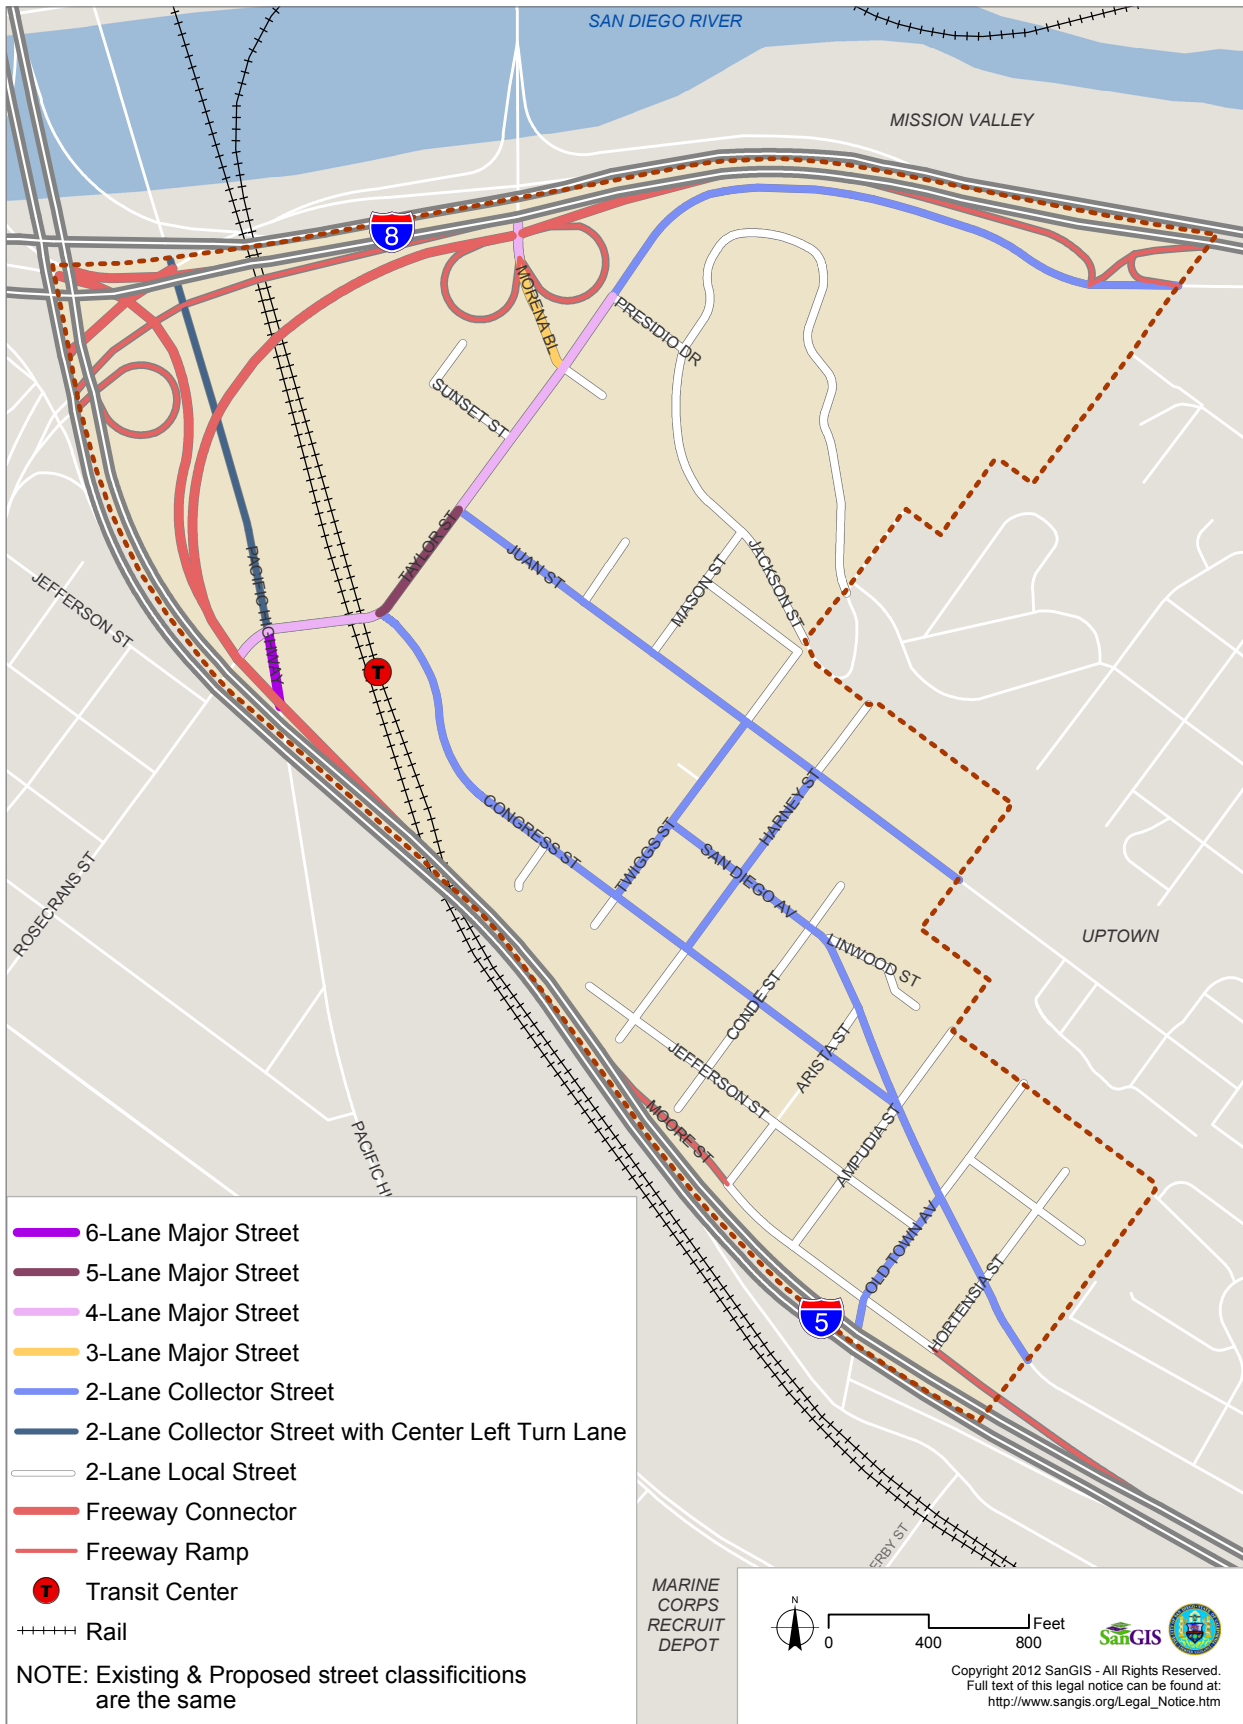 SAN DIEGO RIVER
MISSION VALLEY
8
MORENA BL
PRESIDIO DR
SUNSET ST
TAYLOR ST
JUAN ST
MASON ST
JACKSON ST
PACIFIC HIGHWAY
JEFFERSON ST
T
CONGRESS ST
TWIGGS ST
HARNEY ST
SAN DIEGO AV
ROSECRANS ST
UPTOWN
LINWOOD ST
CONDE ST
ARISTA ST
JEFFERSON ST
MOORE ST
AMPUDIA ST
PACIFIC HI
OLD TOWN AV
HORTENSIA ST
5
ERBY ST
6-Lane Major Street
5-Lane Major Street
4-Lane Major Street
3-Lane Major Street
2-Lane Collector Street
2-Lane Collector Street with Center Left Turn Lane
2-Lane Local Street
Freeway Connector
Freeway Ramp
T Transit Center
Rail
NOTE: Existing & Proposed street classificitions
are the same
MARINE
CORPS
RECRUIT
DEPOT
N
0 400 800 Feet
SanGIS
Copyright 2012 SanGIS - All Rights Reserved.
Full text of this legal notice can be found at:
http://www.sangis.org/Legal_Notice.htm